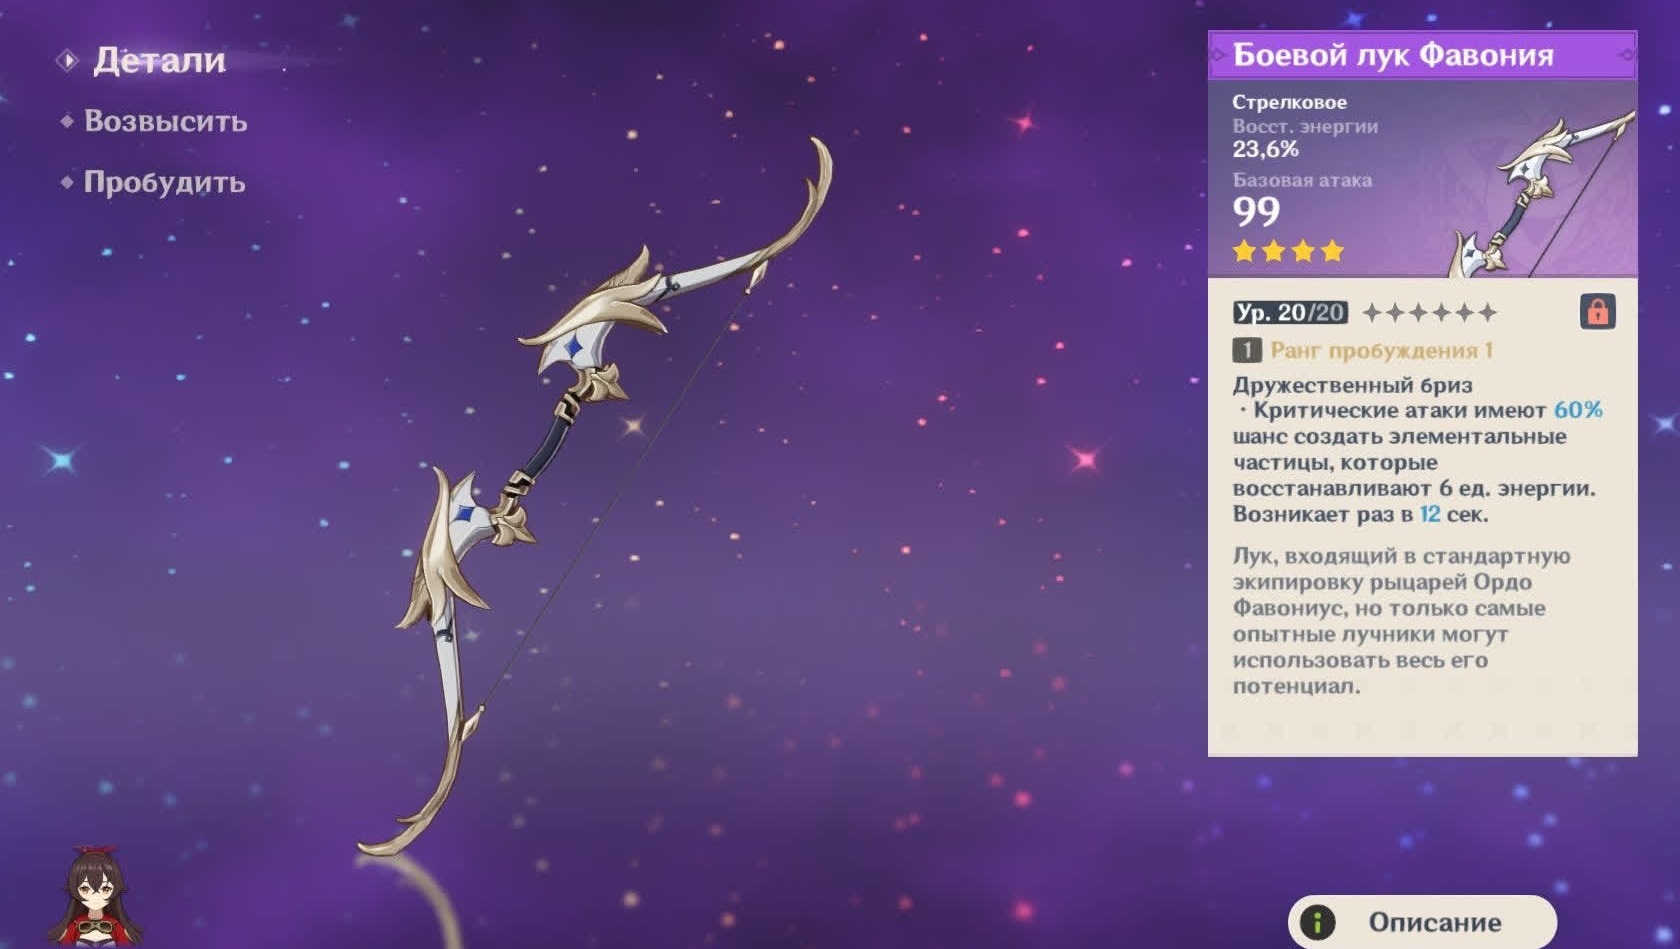 Детали
Возвысить
Пробудить
Боевой лук Фавония
Стрелковое
Восст. энергии
23,6%
Базовая атака
99
Ур. 20/20
1 Ранг пробуждения 1
Дружественный бриз
· Критические атаки имеют 60%
шанс создать элементальные
частицы, которые
восстанавливают 6 ед. энергии.
Возникает раз в 12 сек.
Лук, входящий в стандартную
экипировку рыцарей Ордо
Фавониус, но только самые
опытные лучники могут
использовать весь его
потенциал.
Описание